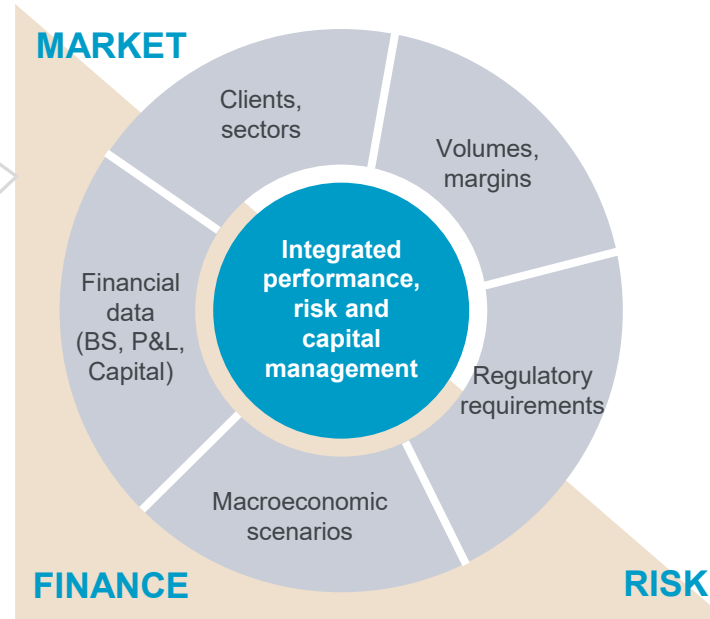 MARKET
Clients,
sectors
Volumes,
margins
Integrated
performance,
risk and
capital
management
Financial
data
(BS, P&L,
Capital)
Regulatory
requirements
Macroeconomic
scenarios
FINANCE
RISK